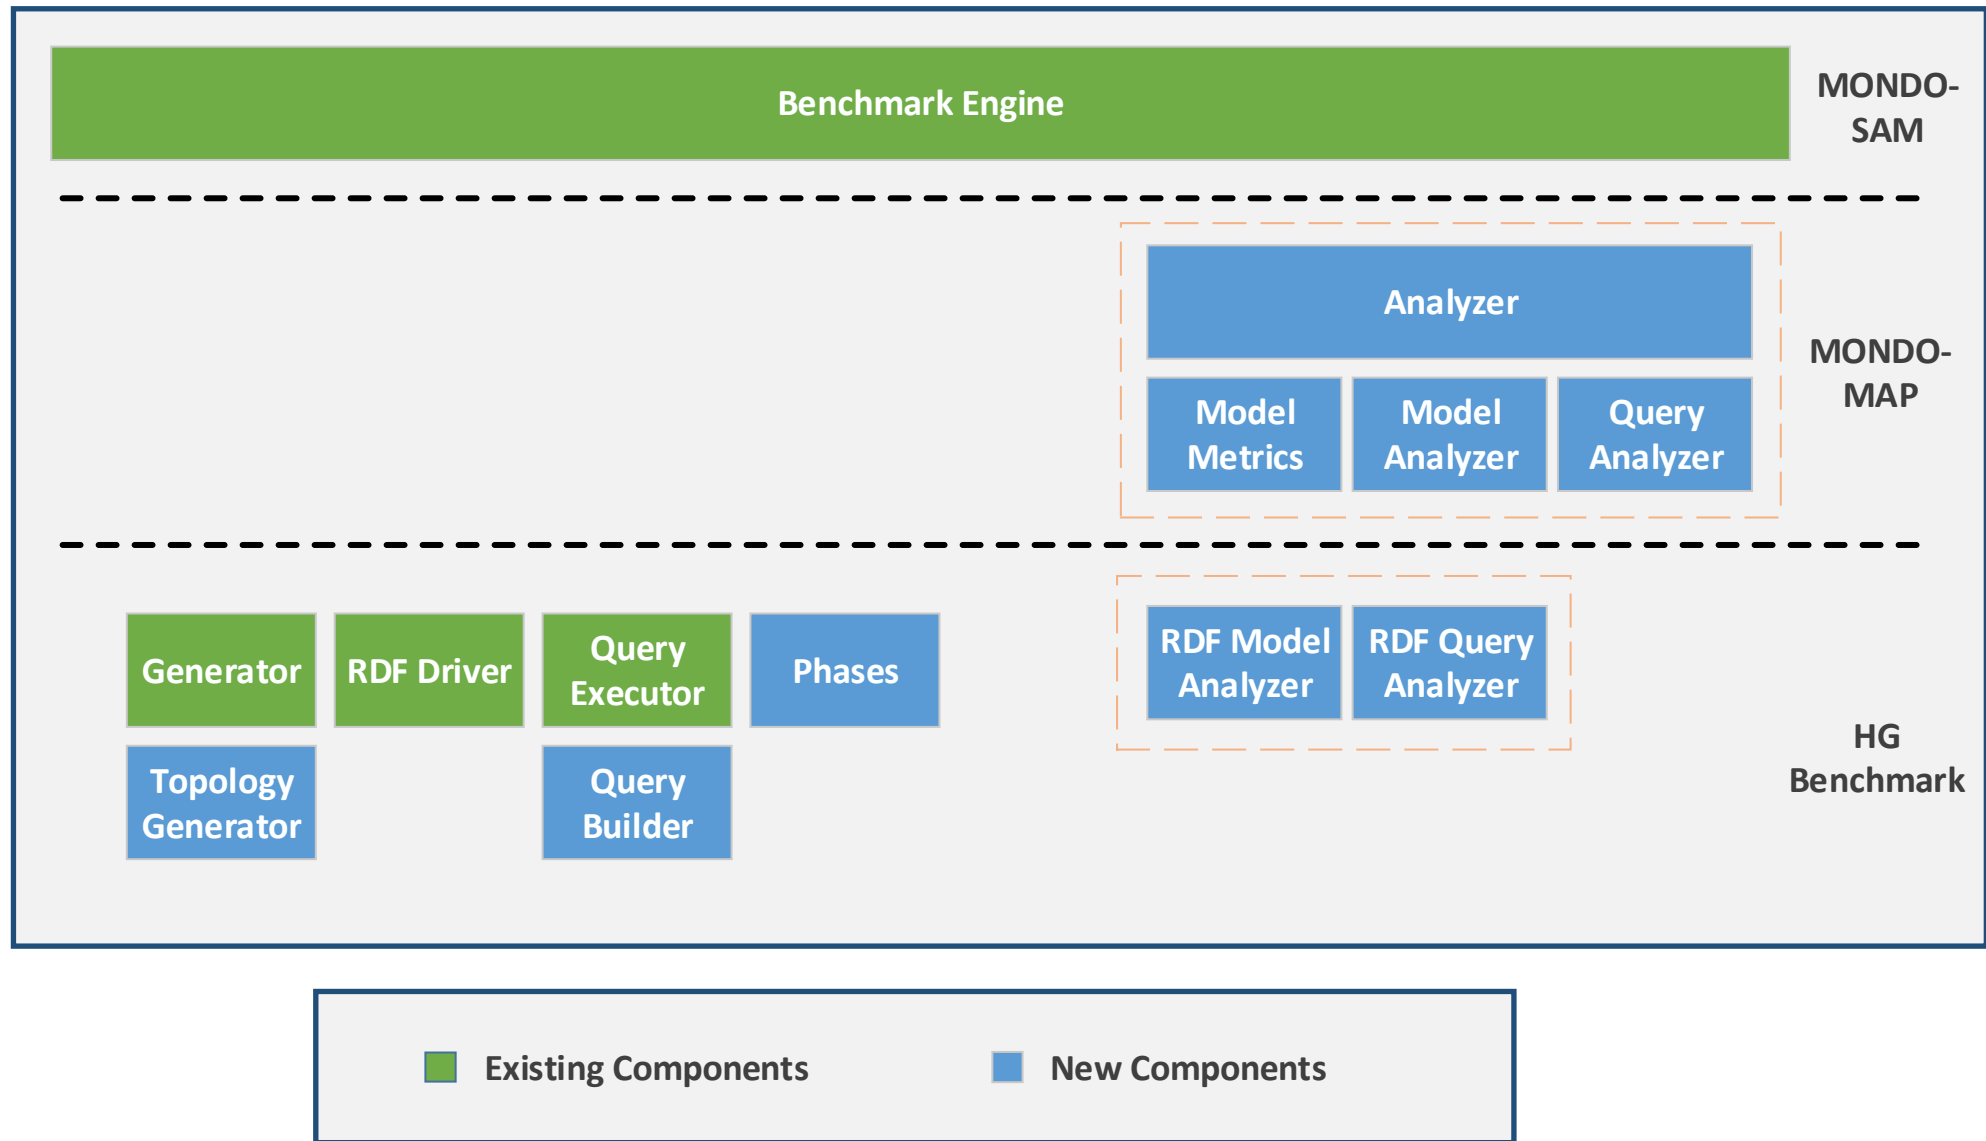 Benchmark Engine
MONDO-
SAM
Analyzer
Model
Metrics
Model
Analyzer
Query
Analyzer
MONDO-
MAP
Generator
RDF Driver
Query
Executor
Phases
RDF Model
Analyzer
RDF Query
Analyzer
Topology
Generator
Query
Builder
HG
Benchmark
Existing Components
New Components